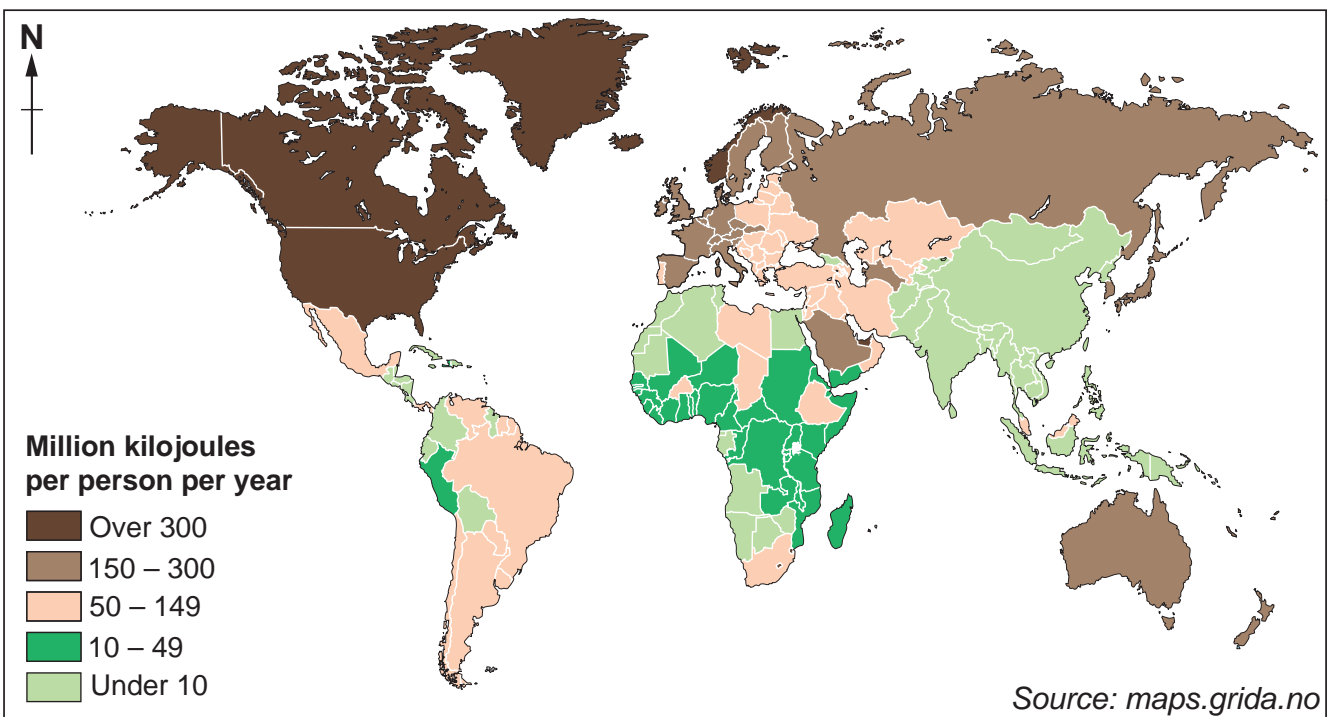 N
Million kilojoules
per person per year
Over 300
150 – 300
50 – 149
10 – 49
Under 10
Source: maps.grida.no